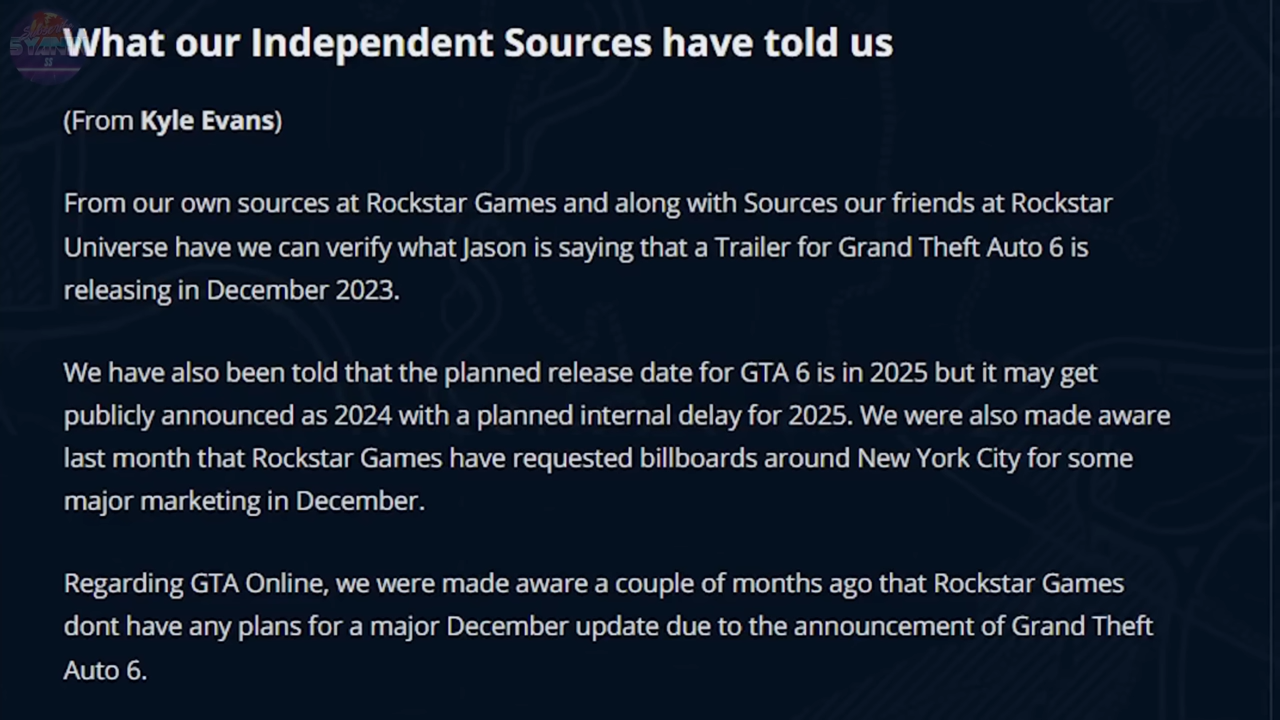 What our Independent Sources have told us
(From Kyle Evans)
From our own sources at Rockstar Games and along with Sources our friends at Rockstar
Universe have we can verify what Jason is saying that a Trailer for Grand Theft Auto 6 is
releasing in December 2023.
We have also been told that the planned release date for GTA 6 is in 2025 but it may get
publicly announced as 2024 with a planned internal delay for 2025. We were also made aware
last month that Rockstar Games have requested billboards around New York City for some
major marketing in December.
Regarding GTA Online, we were made aware a couple of months ago that Rockstar Games
dont have any plans for a major December update due to the announcement of Grand Theft
Auto 6.